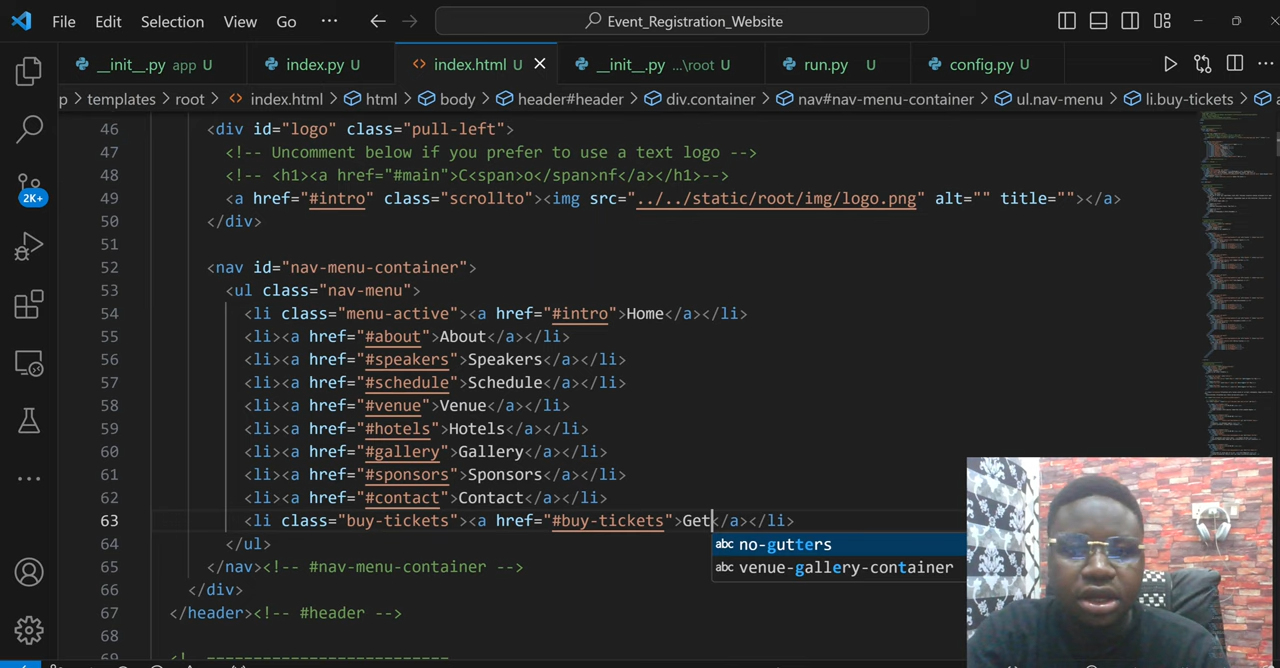 File Edit Selection View Go ··· Event_Registration_Website
__init__.py app U index.py U index.html U __init__.py ...\root U run.py U config.py U
p > templates > root > index.html > html > body > header#header > div.container > nav#nav-menu-container > ul.nav-menu > li.buy-tickets >
46 <div id="logo" class="pull-left">
47 <!-- Uncomment below if you prefer to use a text logo -->
48 <!-- <h1><a href="#main">C<span>o</span>nf</a></h1>-->
49 <a href="#intro" class="scrollto"><img src="../../static/root/img/logo.png" alt="" title=""></a>
50 </div>
51
52 <nav id="nav-menu-container">
53 <ul class="nav-menu">
54 <li class="menu-active"><a href="#intro">Home</a></li>
55 <li><a href="#about">About</a></li>
56 <li><a href="#speakers">Speakers</a></li>
57 <li><a href="#schedule">Schedule</a></li>
58 <li><a href="#venue">Venue</a></li>
59 <li><a href="#hotels">Hotels</a></li>
60 <li><a href="#gallery">Gallery</a></li>
61 <li><a href="#sponsors">Sponsors</a></li>
62 <li><a href="#contact">Contact</a></li>
63 <li class="buy-tickets"><a href="#buy-tickets">Get</a></li>
abc no-gutters
abc venue-gallery-container
64 </ul>
65 </nav><!-- #nav-menu-container -->
66 </div>
67 </header><!-- #header -->
68
2K+